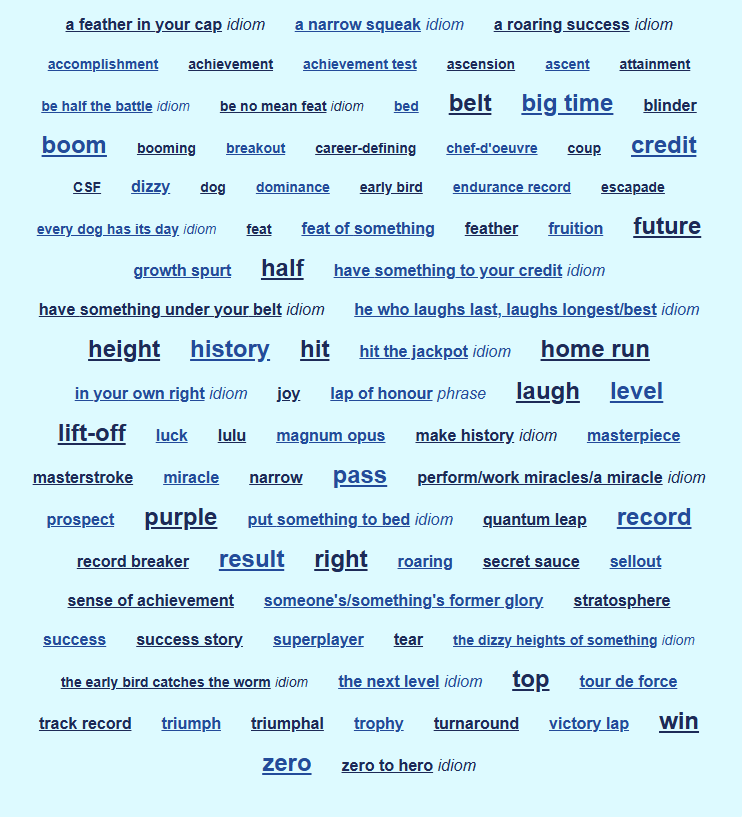 a feather in your cap idiom a narrow squeak idiom a roaring success idiom
accomplishment achievement achievement test ascension ascent attainment
be half the battle idiom be no mean feat idiom bed belt big time blinder
boom booming breakout career-defining chef-d'oeuvre coup credit
CSF dizzy dog dominance early bird endurance record escapade
every dog has its day idiom feat feat of something feather fruition future
growth spurt half have something to your credit idiom
have something under your belt idiom he who laughs last, laughs longest/best idiom
height history hit hit the jackpot idiom home run
in your own right idiom joy lap of honour phrase laugh level
lift-off luck lulu magnum opus make history idiom masterpiece
masterstroke miracle narrow pass perform/work miracles/a miracle idiom
prospect purple put something to bed idiom quantum leap record
record breaker result right roaring secret sauce sellout
sense of achievement someone's/something's former glory stratosphere
success success story superplayer tear the dizzy heights of something idiom
the early bird catches the worm idiom the next level idiom top tour de force
track record triumph triumphal trophy turnaround victory lap win
zero zero to hero idiom